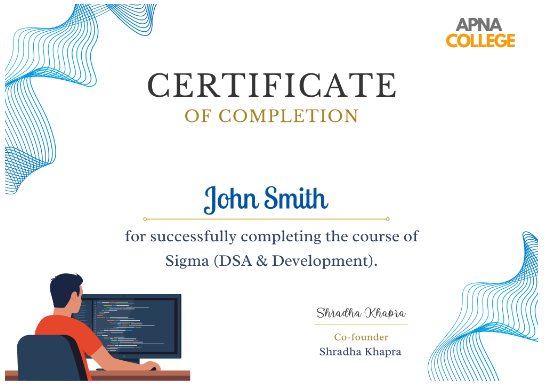 APNA
COLLEGE
CERTIFICATE
OF COMPLETION
John Smith
for successfully completing the course of
Sigma (DSA & Development).
Shradha Khapra
Co-founder
Shradha Khapra